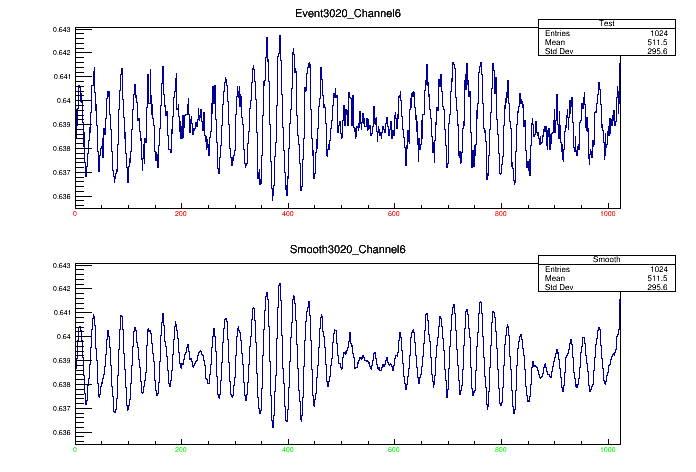 Event3020_Channel6
Test
Entries 1024
Mean 511.5
Std Dev 295.6
0.643
0.642
0.641
0.64
0.639
0.638
0.637
0.636
0 200 400 600 800 1000
Smooth3020_Channel6
Smooth
Entries 1024
Mean 511.5
Std Dev 295.6
0.643
0.642
0.641
0.64
0.639
0.638
0.637
0.636
0 200 400 600 800 1000